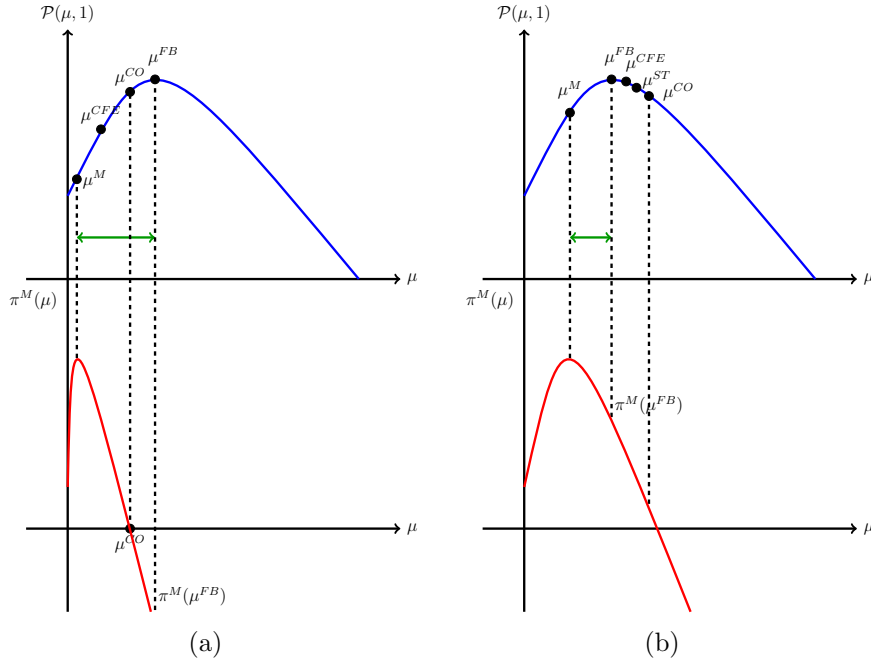 𝒫(μ, 1)
μ^{FB}
μ^{CO}
μ^{CFE}
μ^M
μ
π^M(μ)
μ
μ^{CO}
π^M(μ^{FB})
(a)
𝒫(μ, 1)
μ^{FB}
μ^{CFE}
μ^{ST}
μ^{CO}
μ^M
μ
π^M(μ)
π^M(μ^{FB})
μ
(b)